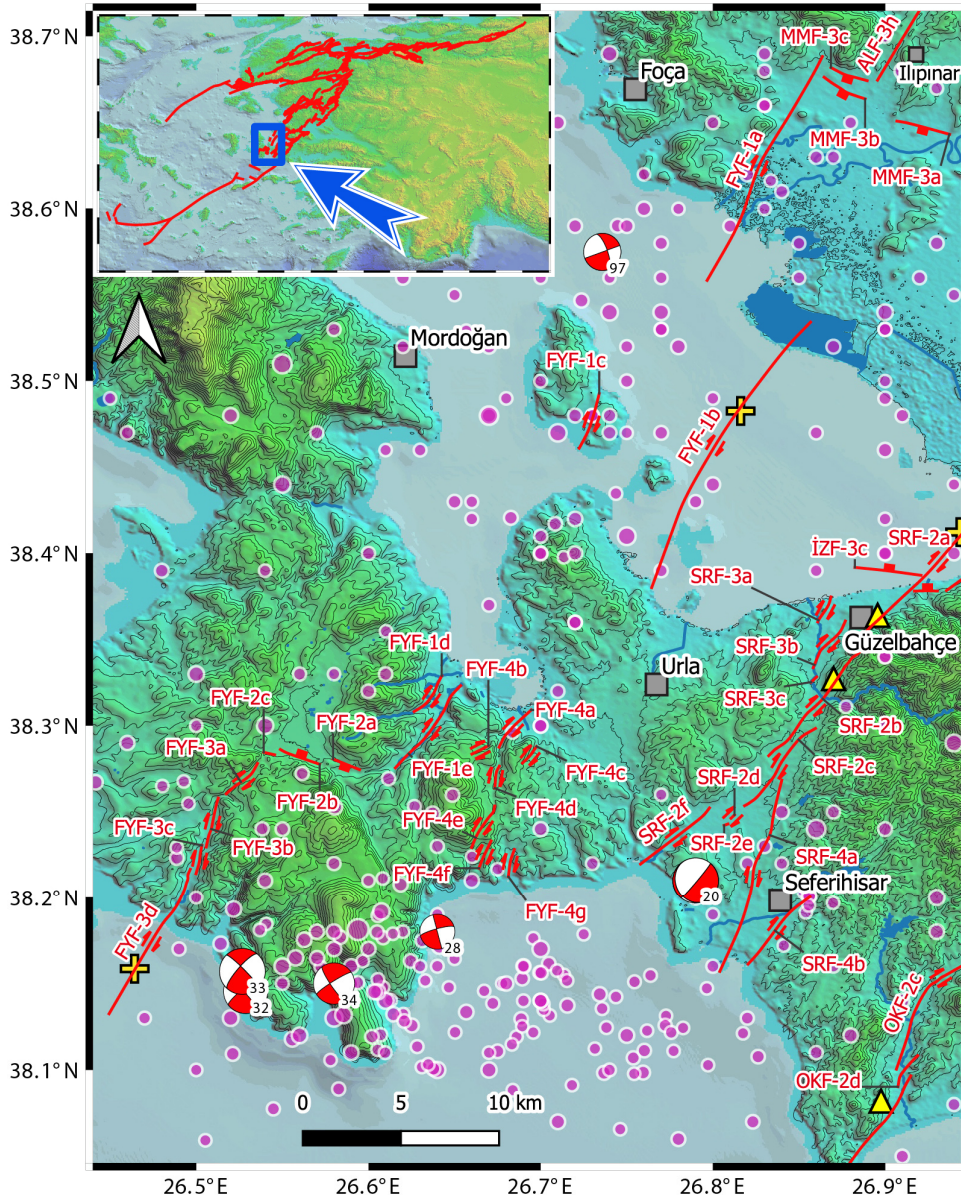 38.7°N
38.6°N
38.5°N
38.4°N
38.3°N
38.2°N
38.1°N
MMF-3c
ALF-3h
Foça
Ilıpınar
FYF-1a
MMF-3b
MMF-3a
97
Mordoğan
FYF-1c
FYF-1b
SRF-2a
İZF-3c
SRF-3a
Güzelbahçe
FYF-1d
SRF-3b
FYF-4b
Urla
SRF-3c
FYF-2c
FYF-2a
FYF-4a
SRF-2b
FYF-3a
FYF-1e
FYF-4c
SRF-2d
SRF-2c
FYF-2b
FYF-4d
FYF-3c
FYF-4e
SRF-2f
FYF-3b
SRF-2e
SRF-4a
FYF-4f
Seferihisar
FYF-4g
20
FYF-3d
28
33
32
34
SRF-4b
OKF-2c
OKF-2d
0 5 10 km
26.5°E 26.6°E 26.7°E 26.8°E 26.9°E